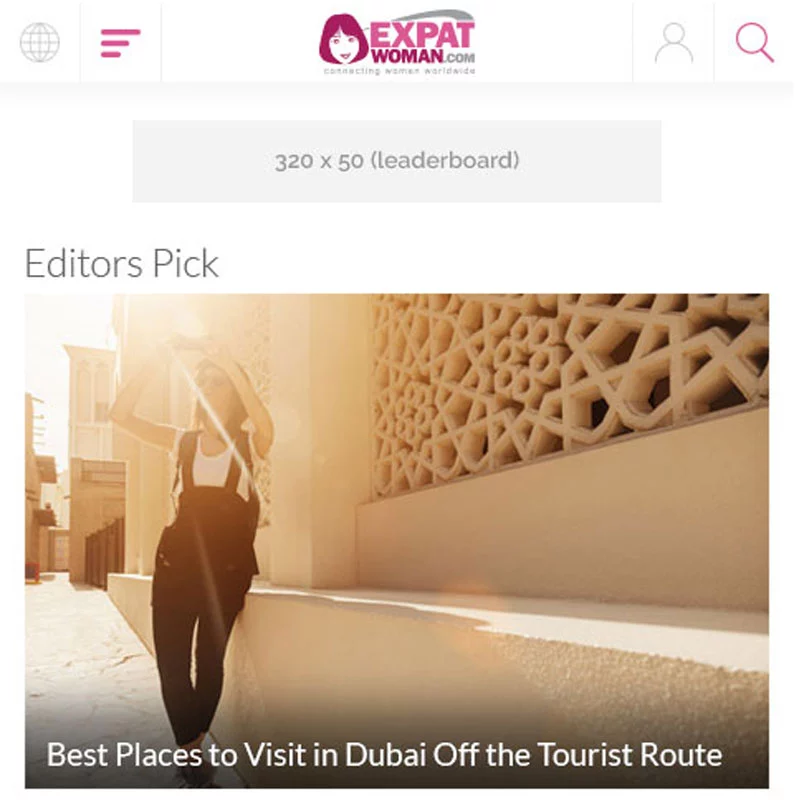 EXPAT
WOMAN.COM
connecting women worldwide
320 x 50 (leaderboard)
Editors Pick
Best Places to Visit in Dubai Off the Tourist Route